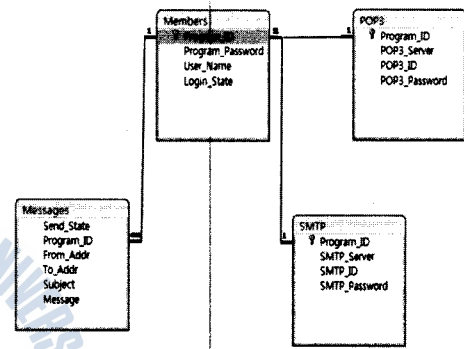 Members
Program_Password
User_Name
Login_State
POP3
Program_ID
POP3_Server
POP3_ID
POP3_Password
Messages
Send_State
Program_ID
From_Addr
To_Addr
Subject
Message
SMTP
Program_ID
SMTP_Server
SMTP_ID
SMTP_Password
1
1
1